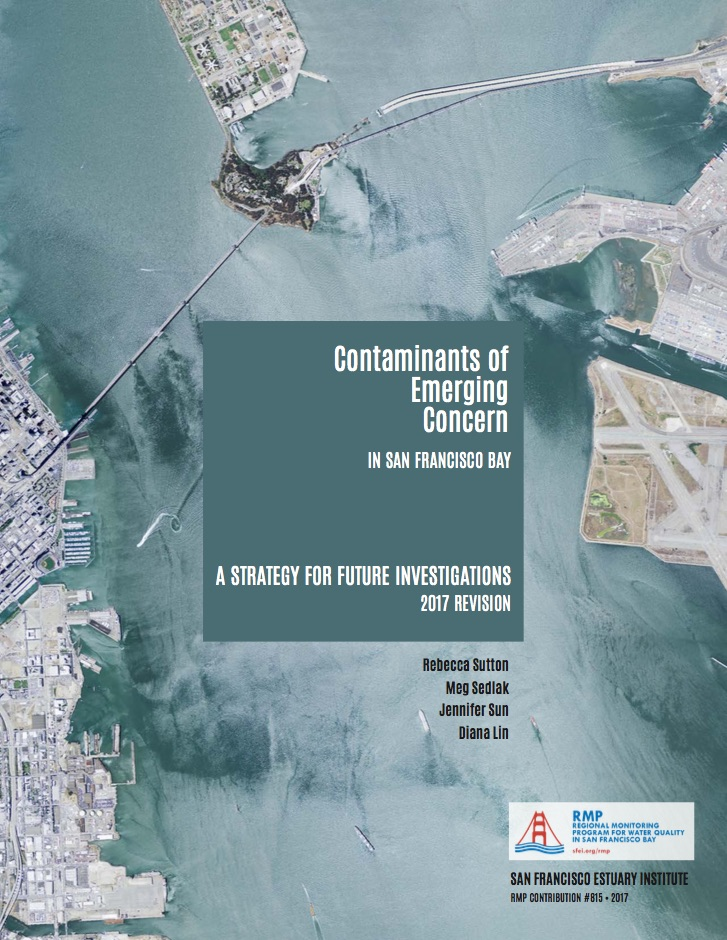 Contaminants of
Emerging
Concern
IN SAN FRANCISCO BAY
A STRATEGY FOR FUTURE INVESTIGATIONS
2017 REVISION
Rebecca Sutton
Meg Sedlak
Jennifer Sun
Diana Lin
RMP
REGIONAL MONITORING
PROGRAM FOR WATER QUALITY
IN SAN FRANCISCO BAY
sfei.org/rmp
SAN FRANCISCO ESTUARY INSTITUTE
RMP CONTRIBUTION #815 • 2017